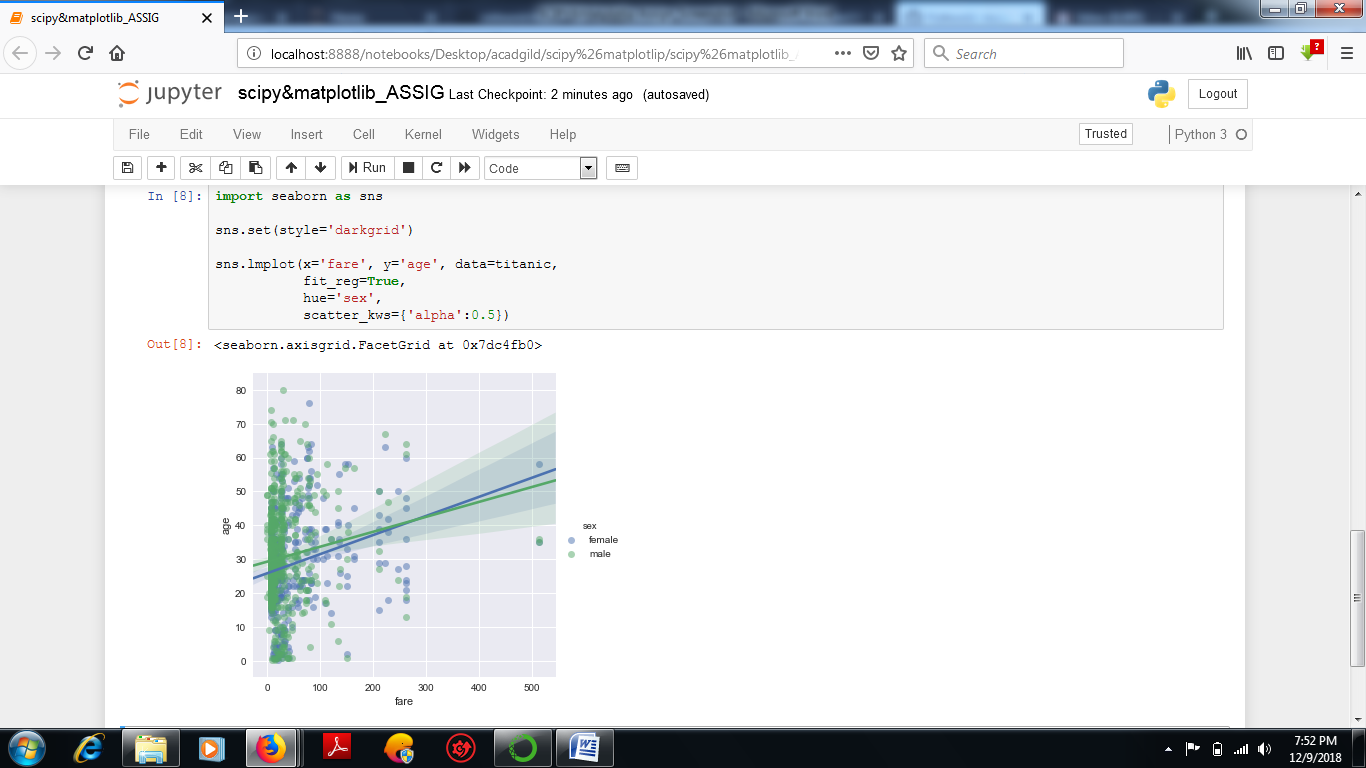 scipy&matplotlib_ASSIG
localhost:8888/notebooks/Desktop/acadgild/scipy%26matplotlip/scipy%26matplotlib_
Search
?
jupyter scipy&matplotlib_ASSIG Last Checkpoint: 2 minutes ago (autosaved)
Logout
File Edit View Insert Cell Kernel Widgets Help
Trusted
Python 3
Run
Code
In [8]: import seaborn as sns
sns.set(style='darkgrid')
sns.lmplot(x='fare', y='age', data=titanic,
fit_reg=True,
hue='sex',
scatter_kws={'alpha':0.5})
Out[8]: <seaborn.axisgrid.FacetGrid at 0x7dc4fb0>
80
70
60
50
40
30
20
10
0
age
0 100 200 300 400 500
fare
sex
female
male
7:52 PM
12/9/2018